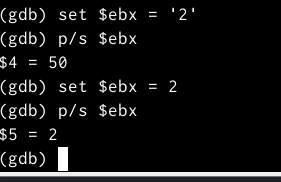 (gdb) set $ebx = '2'
(gdb) p/s $ebx
$4 = 50
(gdb) set $ebx = 2
(gdb) p/s $ebx
$5 = 2
(gdb)